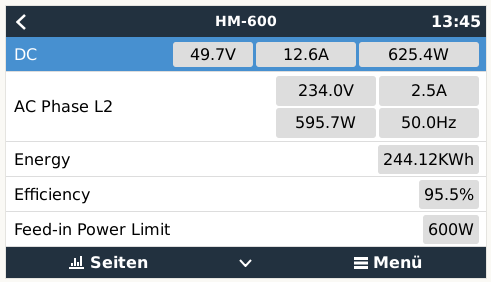 HM-600 13:45
DC 49.7V 12.6A 625.4W
AC Phase L2 234.0V 2.5A
595.7W 50.0Hz
Energy 244.12KWh
Efficiency 95.5%
Feed-in Power Limit 600W
Seiten Menü